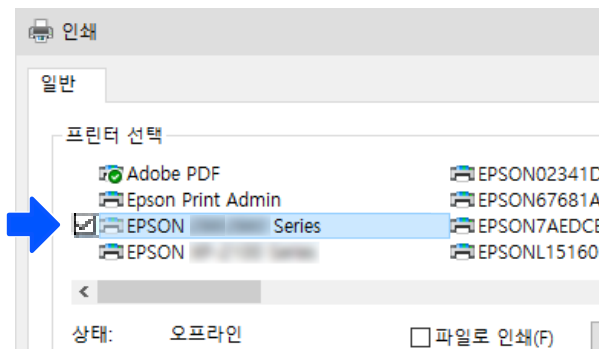 인쇄
일반
프린터 선택
Adobe PDF
Epson Print Admin
EPSON Series
EPSON
EPSON02341D
EPSON67681A
EPSON7AEDCE
EPSONL15160
상태: 오프라인
파일로 인쇄(F)